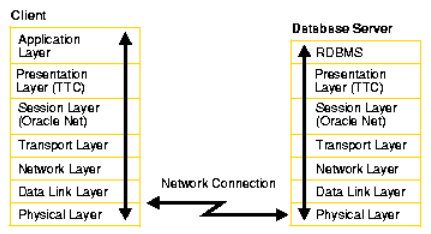 Client
Application
Layer
Presentation
Layer (TTC)
Session Layer
(Oracle Net)
Transport Layer
Network Layer
Data Link Layer
Physical Layer
Network Connection
Database Server
RDBMS
Presentation
Layer (TTC)
Session Layer
(Oracle Net)
Transport Layer
Network Layer
Data Link Layer
Physical Layer